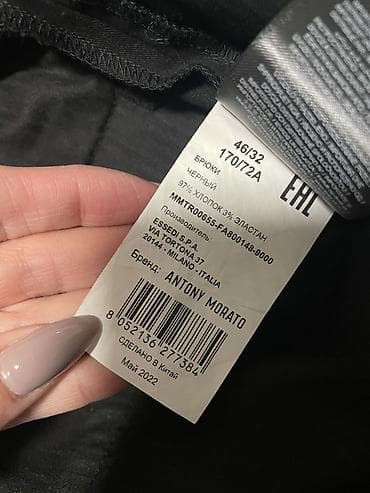 46/32
170/72A
БРЮКИ
ЧЕРНЫЙ
97% ХЛОПОК 3% ЭЛАСТАН
MMTR00655-FA800148-9000
Производитель:
ESSEDI S.P.A.
VIA TORTONA 37
20144 - MILANO - ITALIA
Бренд: ANTONY MORATO
8 052136 277384
СДЕЛАНО В Китай
Май 2022
EAC